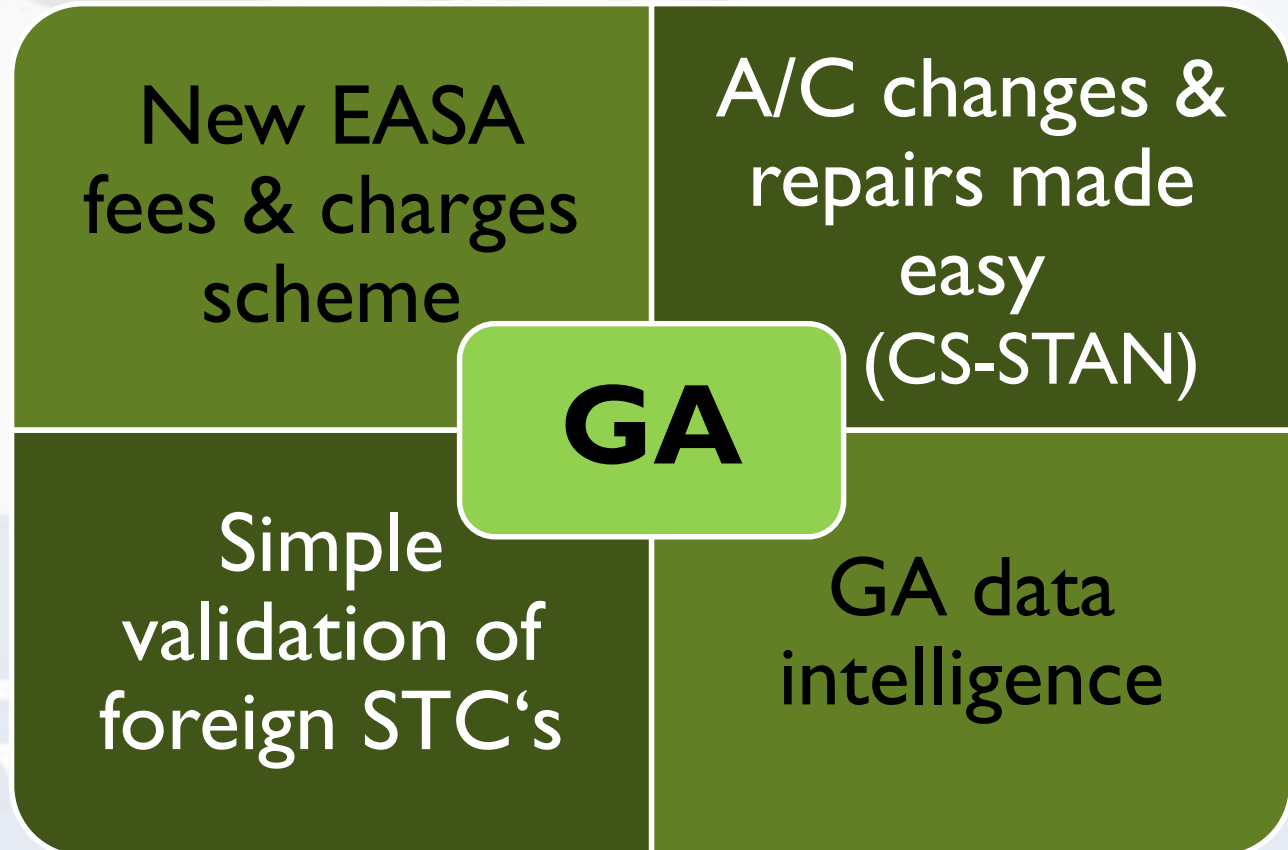 New EASA
fees & charges
scheme
A/C changes &
repairs made
easy
(CS-STAN)
GA
Simple
validation of
foreign STC‘s
GA data
intelligence